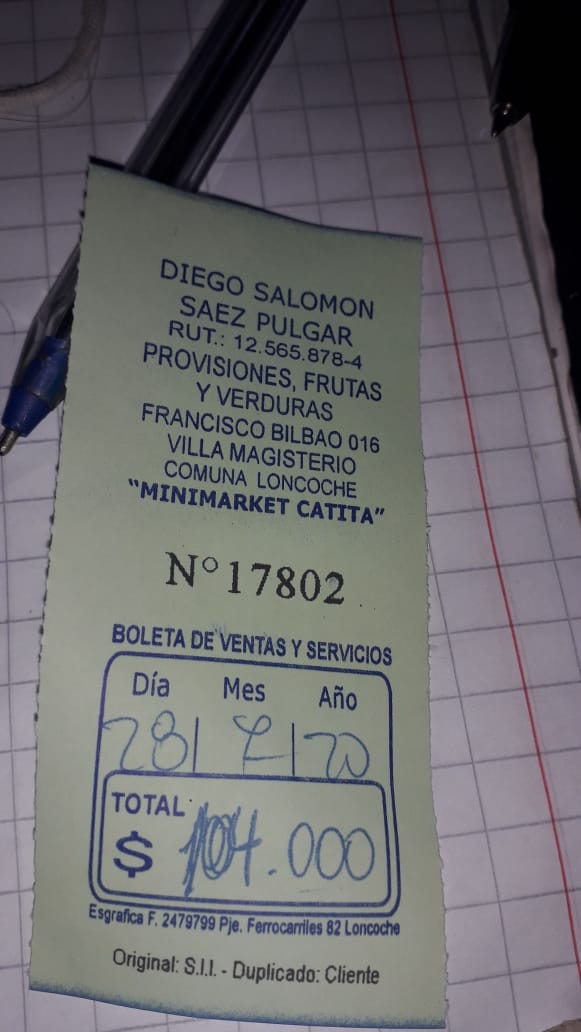 DIEGO SALOMON
SAEZ PULGAR
RUT.: 12.565.878-4
PROVISIONES, FRUTAS
Y VERDURAS
FRANCISCO BILBAO 016
VILLA MAGISTERIO
COMUNA LONCOCHE
"MINIMARKET CATITA"
N° 17802
BOLETA DE VENTAS Y SERVICIOS
Día Mes Año
28/ 7/20
TOTAL
$ 104.000
Esgrafica F. 2479799 Pje. Ferrocarriles 82 Loncoche
Original: S.I.I. - Duplicado: Cliente